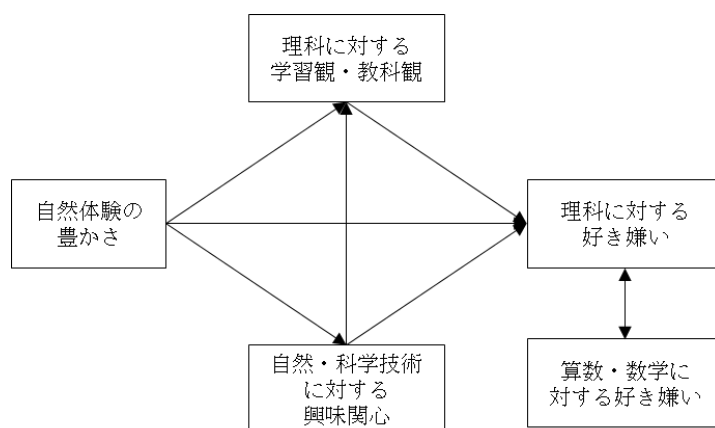 理科に対する
学習観・教科観
自然体験の
豊かさ
理科に対する
好き嫌い
自然・科学技術
に対する
興味関心
算数・数学に
対する好き嫌い